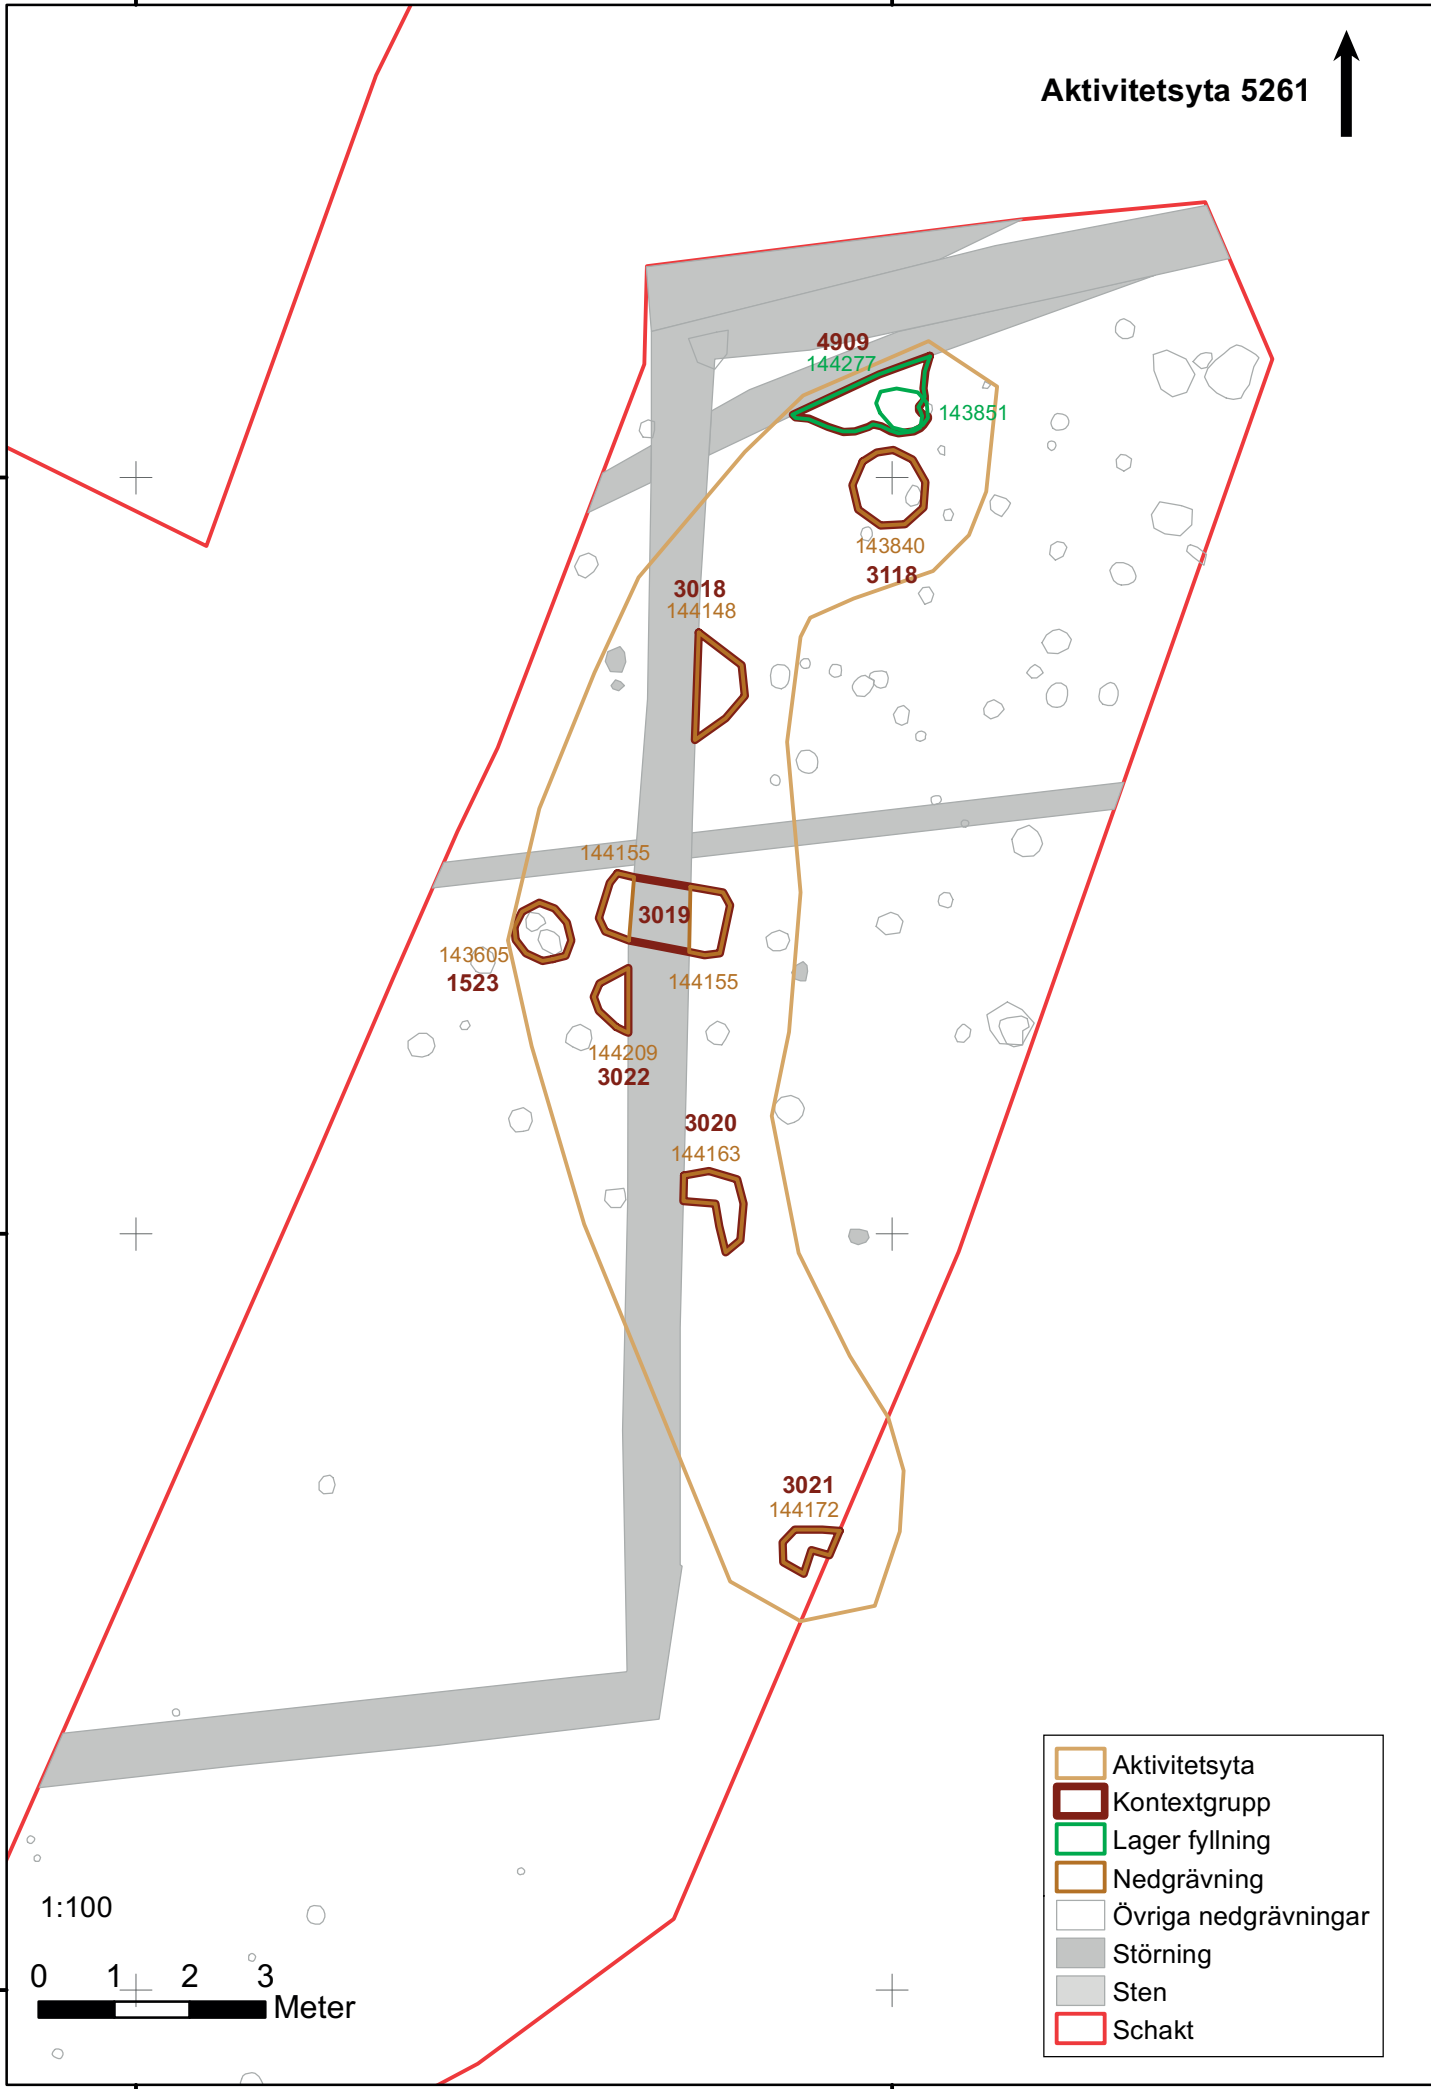 Aktivitetsyta 5261
4909
144277
143851
143840
3118
3018
144148
144155
3019
143605
1523
144155
144209
3022
3020
144163
3021
144172
Aktivitetsyta
Kontextgrupp
Lager fyllning
Nedgrävning
Övriga nedgrävningar
Störning
Sten
Schakt
1:100
0 1 2 3
Meter